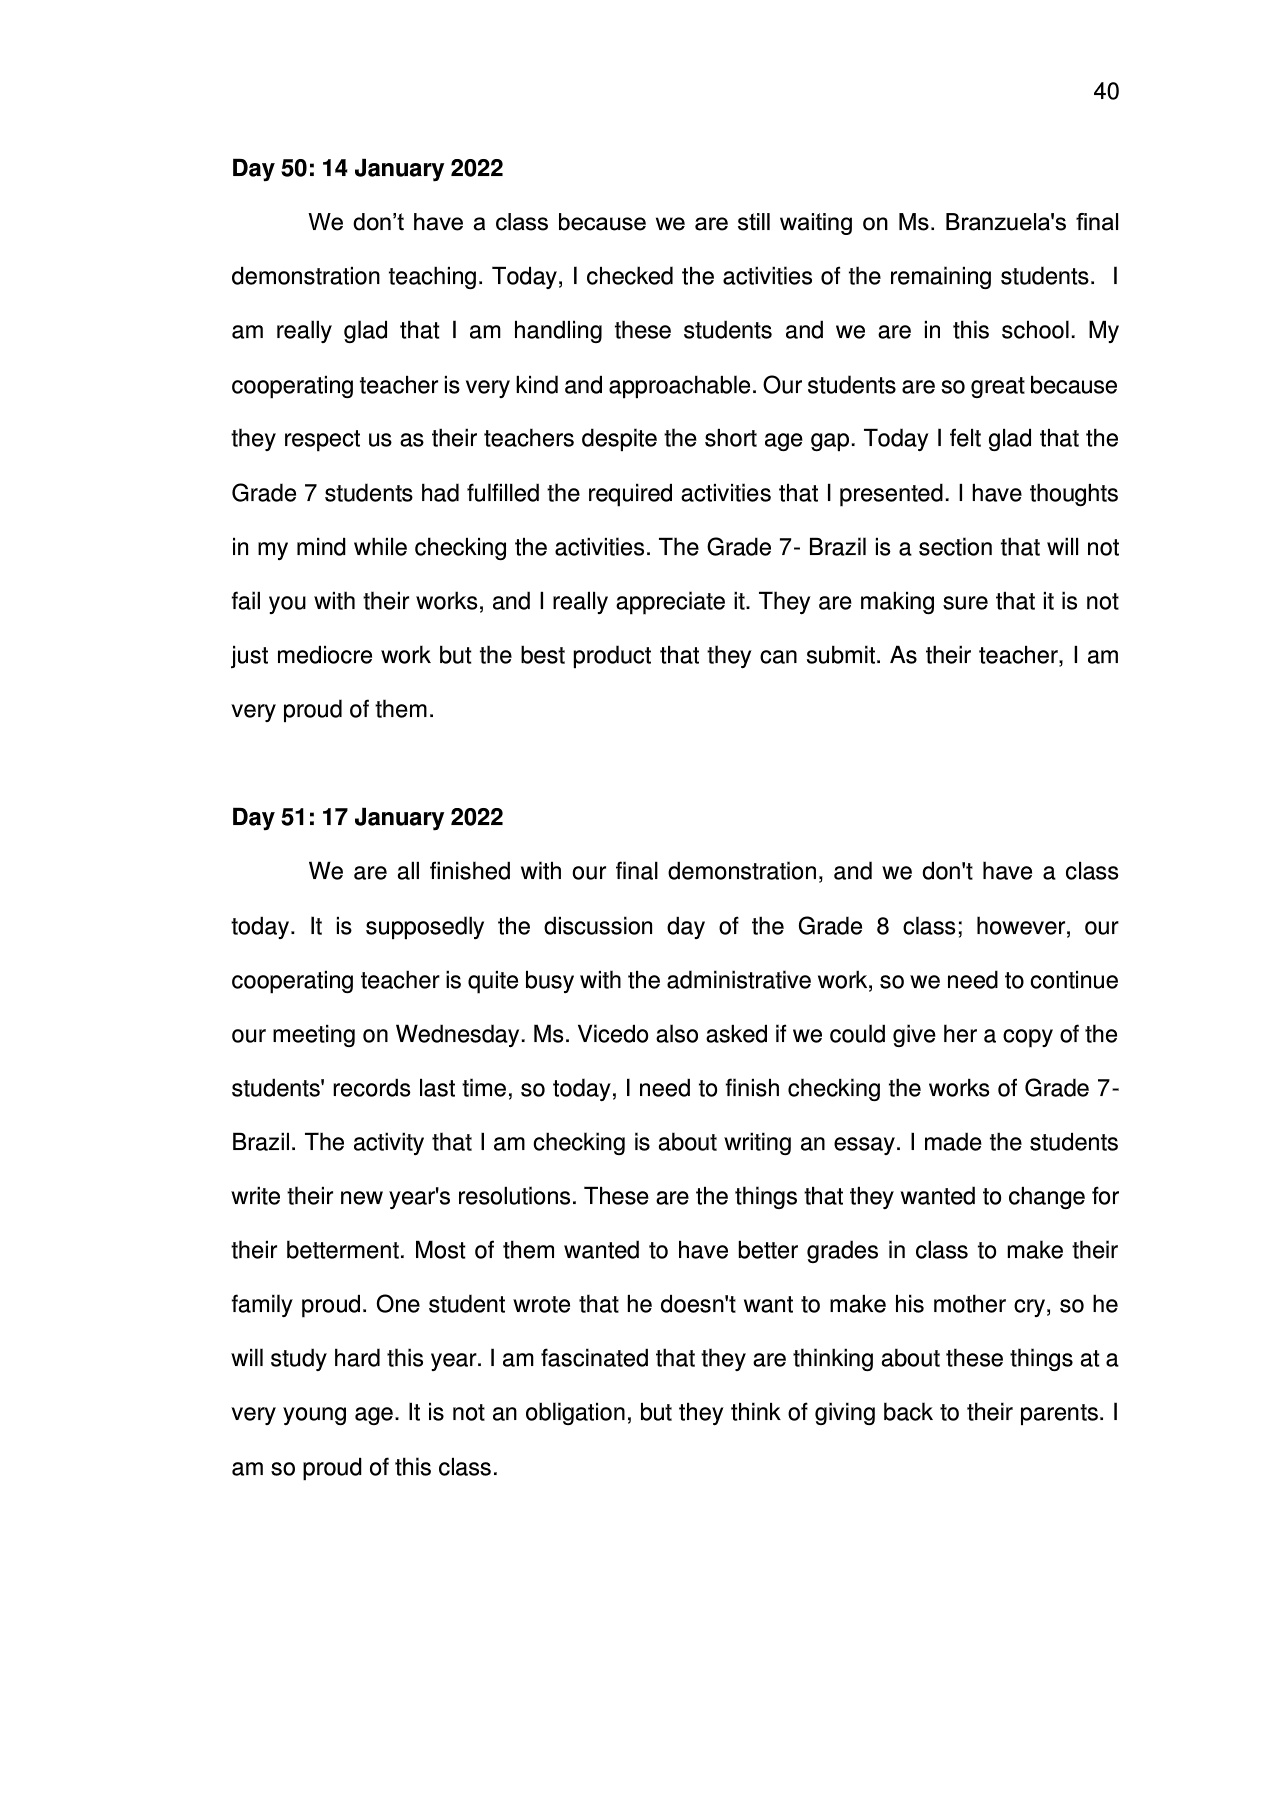 40
Day 50: 14 January 2022
We don’t have a class because we are still waiting on Ms. Branzuela's final
demonstration teaching. Today, I checked the activities of the remaining students.  I
am really glad that I am handling these students and we are in this school. My
cooperating teacher is very kind and approachable. Our students are so great because
they respect us as their teachers despite the short age gap. Today I felt glad that the
Grade 7 students had fulfilled the required activities that I presented. I have thoughts
in my mind while checking the activities. The Grade 7- Brazil is a section that will not
fail you with their works, and I really appreciate it. They are making sure that it is not
just mediocre work but the best product that they can submit. As their teacher, I am
very proud of them.
Day 51: 17 January 2022
We are all finished with our final demonstration, and we don't have a class
today. It is supposedly the discussion day of the Grade 8 class; however, our
cooperating teacher is quite busy with the administrative work, so we need to continue
our meeting on Wednesday. Ms. Vicedo also asked if we could give her a copy of the
students' records last time, so today, I need to finish checking the works of Grade 7-
Brazil. The activity that I am checking is about writing an essay. I made the students
write their new year's resolutions. These are the things that they wanted to change for
their betterment. Most of them wanted to have better grades in class to make their
family proud. One student wrote that he doesn't want to make his mother cry, so he
will study hard this year. I am fascinated that they are thinking about these things at a
very young age. It is not an obligation, but they think of giving back to their parents. I
am so proud of this class.